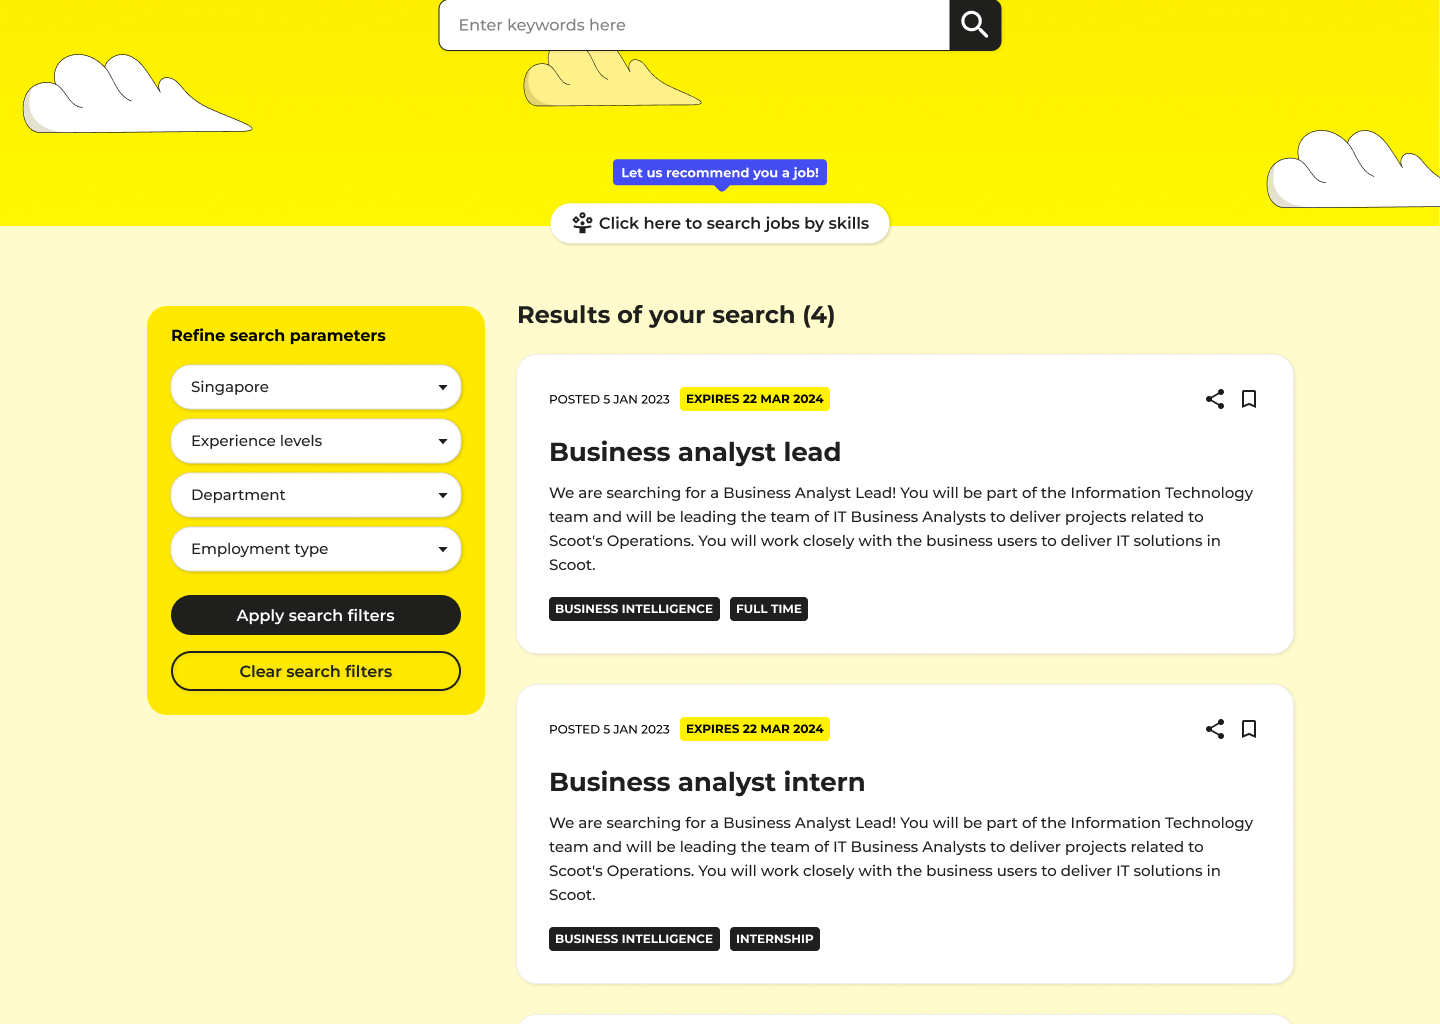 Enter keywords here
Let us recommend you a job!
Click here to search jobs by skills
Refine search parameters
Singapore
Experience levels
Department
Employment type
Apply search filters
Clear search filters
Results of your search (4)
POSTED 5 JAN 2023 EXPIRES 22 MAR 2024
Business analyst lead
We are searching for a Business Analyst Lead! You will be part of the Information Technology
team and will be leading the team of IT Business Analysts to deliver projects related to
Scoot's Operations. You will work closely with the business users to deliver IT solutions in
Scoot.
BUSINESS INTELLIGENCE FULL TIME
POSTED 5 JAN 2023 EXPIRES 22 MAR 2024
Business analyst intern
We are searching for a Business Analyst Lead! You will be part of the Information Technology
team and will be leading the team of IT Business Analysts to deliver projects related to
Scoot's Operations. You will work closely with the business users to deliver IT solutions in
Scoot.
BUSINESS INTELLIGENCE INTERNSHIP